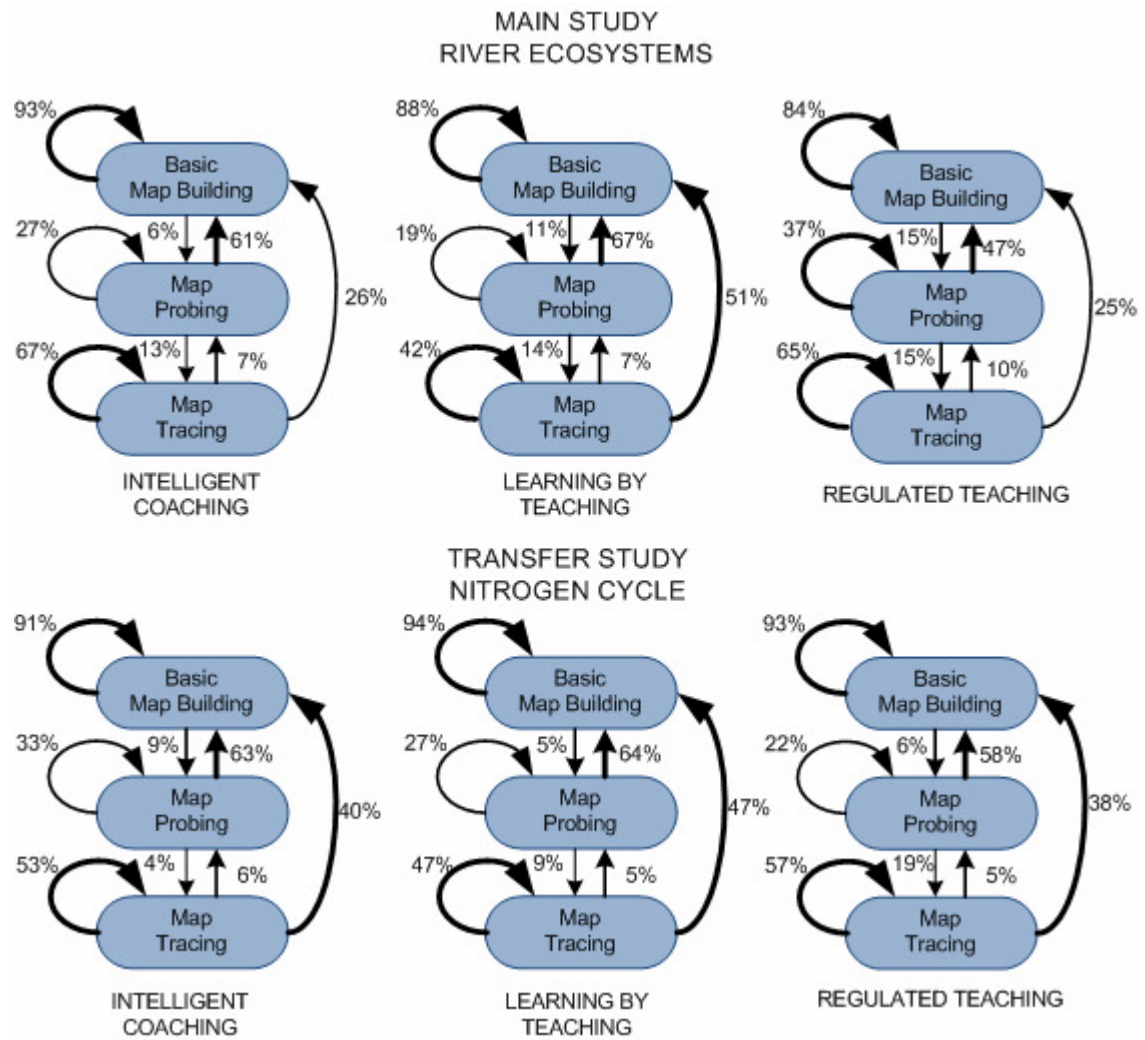 MAIN STUDY
RIVER ECOSYSTEMS
93%
Basic
Map Building
27%
6%
61%
Map
Probing
26%
67%
13%
7%
Map
Tracing
INTELLIGENT
COACHING
88%
Basic
Map Building
19%
11%
67%
Map
Probing
51%
42%
14%
7%
Map
Tracing
LEARNING BY
TEACHING
84%
Basic
Map Building
37%
15%
47%
Map
Probing
25%
65%
15%
10%
Map
Tracing
REGULATED TEACHING
TRANSFER STUDY
NITROGEN CYCLE
91%
Basic
Map Building
33%
9%
63%
Map
Probing
40%
53%
4%
6%
Map
Tracing
INTELLIGENT
COACHING
94%
Basic
Map Building
27%
5%
64%
Map
Probing
47%
47%
9%
5%
Map
Tracing
LEARNING BY
TEACHING
93%
Basic
Map Building
22%
6%
58%
Map
Probing
38%
57%
19%
5%
Map
Tracing
REGULATED TEACHING